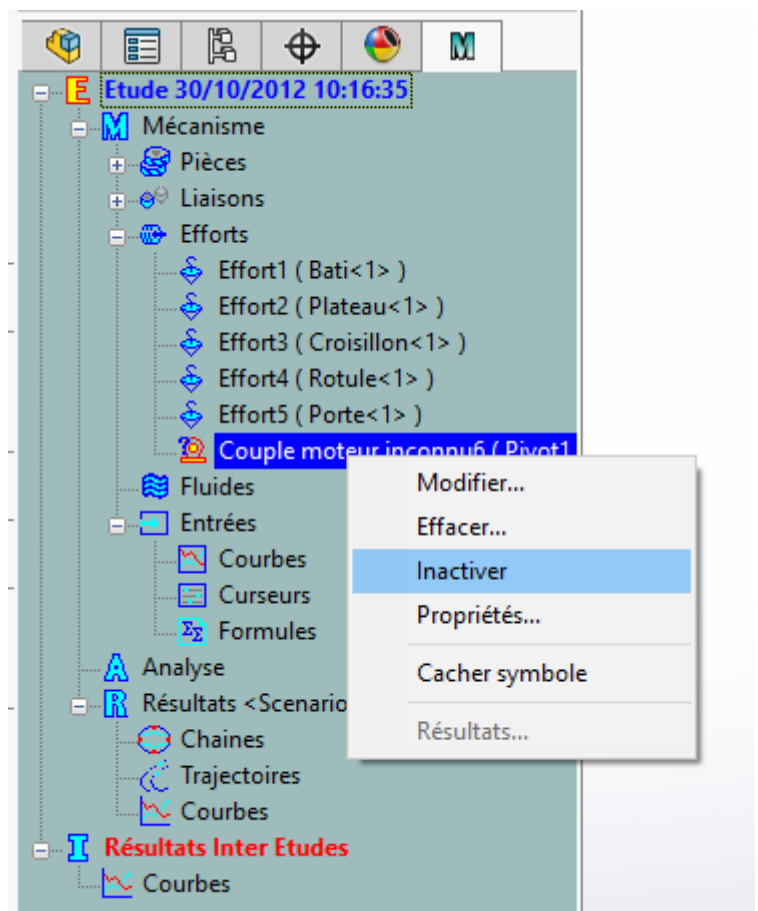 Etude 30/10/2012 10:16:35
Mécanisme
Pièces
Liaisons
Efforts
Effort1 ( Bati<1> )
Effort2 ( Plateau<1> )
Effort3 ( Croisillon<1> )
Effort4 ( Rotule<1> )
Effort5 ( Porte<1> )
Couple moteur inconnu6 ( Pivot1
Modifier...
Fluides
Entrées
Effacer...
Courbes
Inactiver
Curseurs
Propriétés...
Formules
Analyse
Cacher symbole
Résultats <Scenario
Résultats...
Chaines
Trajectoires
Courbes
Résultats Inter Etudes
Courbes